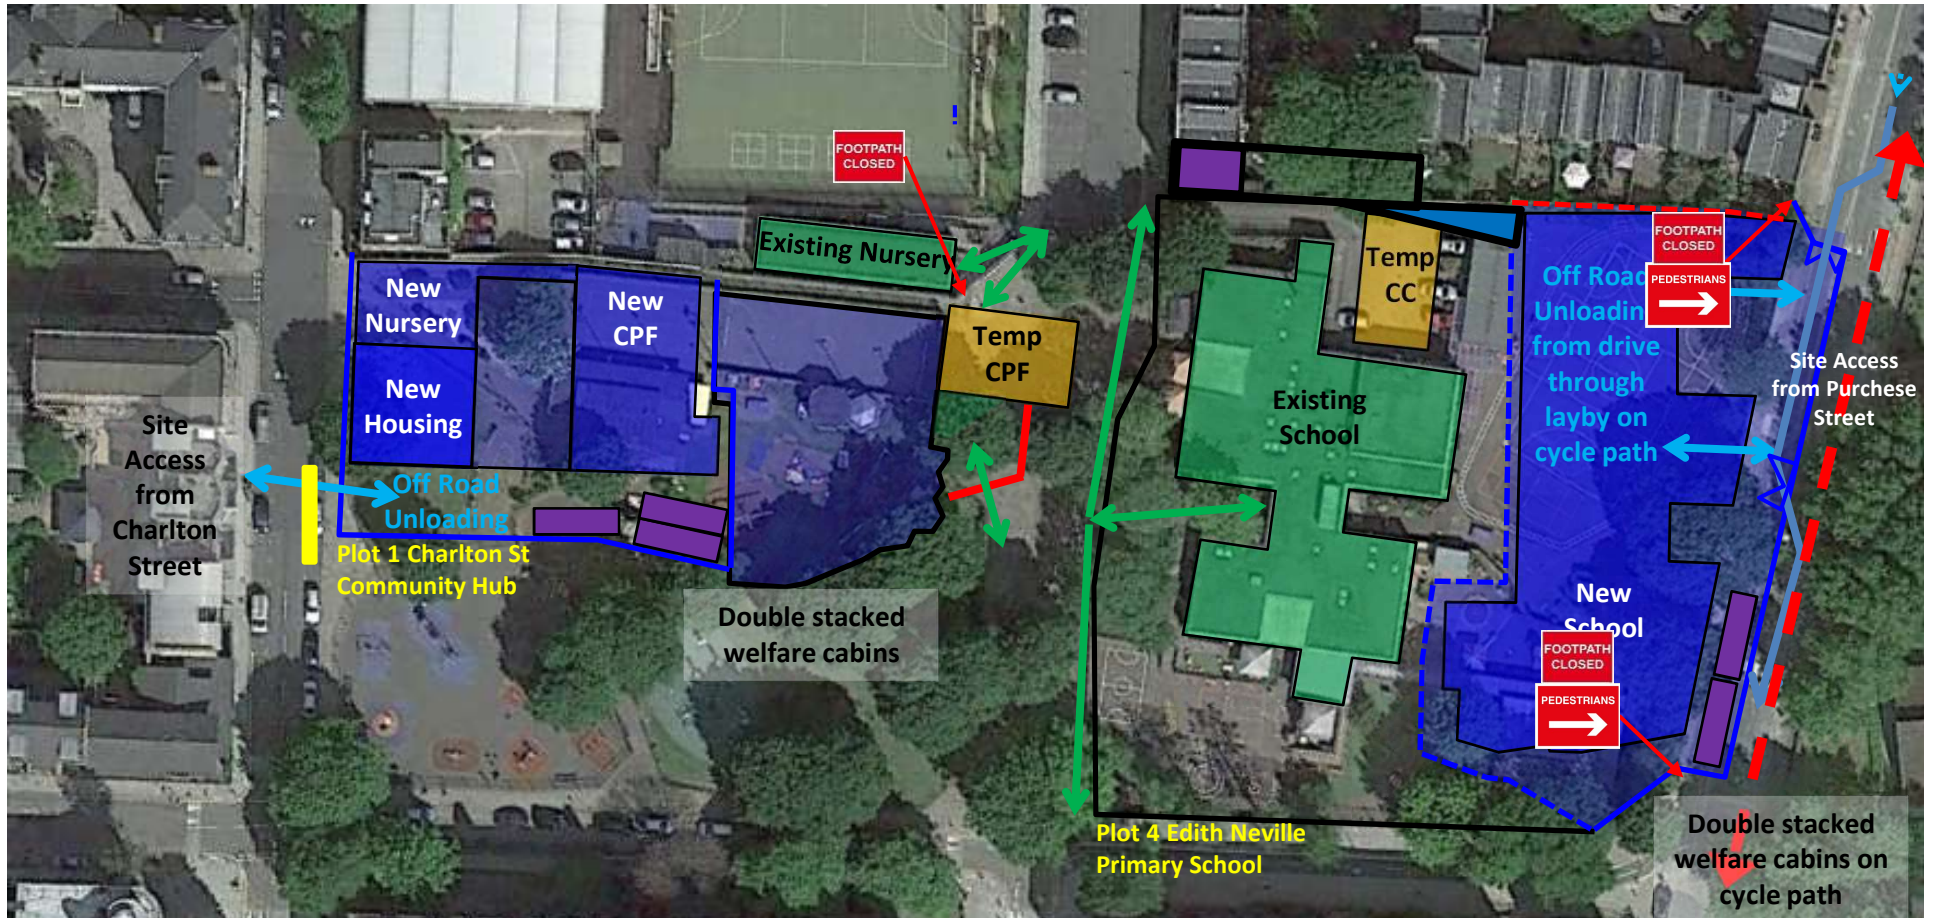 FOOTPATH
CLOSED
Existing Nursery
New
Nursery
New
CPF
New
Housing
Temp
CPF
Temp
CC
Existing
School
FOOTPATH
CLOSED
PEDESTRIANS
Off Road
Unloading
from drive
through
layby on
cycle path
Site Access
from Purchese
Street
Site
Access
from
Charlton
Street
Off Road
Unloading
Plot 1 Charlton St
Community Hub
Double stacked
welfare cabins
New
School
FOOTPATH
CLOSED
PEDESTRIANS
Plot 4 Edith Neville
Primary School
Double stacked
welfare cabins on
cycle path